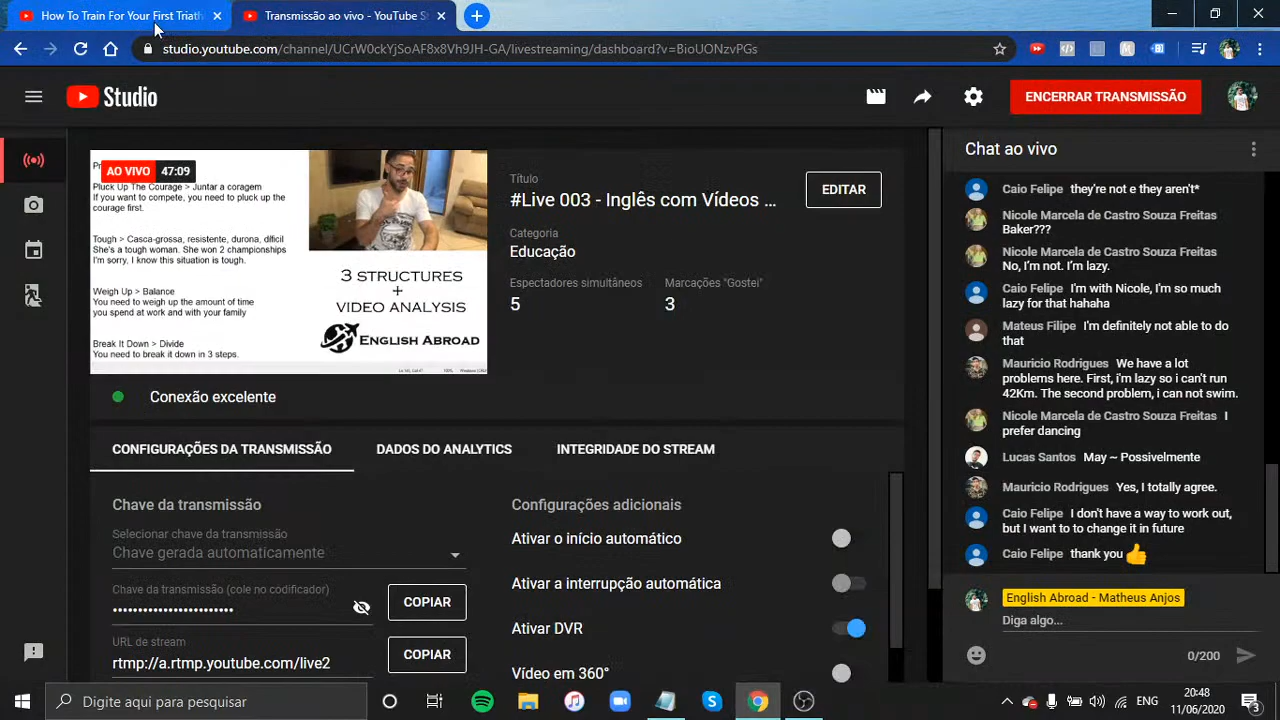 How To Train For Your First Triath
Transmissão ao vivo - YouTube S
studio.youtube.com/channel/UCrW0ckYjSoAF8x8Vh9JH-GA/livestreaming/dashboard?v=BioUONzvPGs
Studio
ENCERRAR TRANSMISSÃO
AO VIVO 47:09
Pluck Up The Courage > Juntar a coragem
If you want to compete, you need to pluck up the
courage first.
Tough > Casca-grossa, resistente, durona, difícil
She's a tough woman. She won 2 championships
I'm sorry, I know this situation is tough.
Weigh Up > Balance
You need to weigh up the amount of time
you spend at work and with your family
Break It Down > Divide
You need to break it down in 3 steps.
3 STRUCTURES
+
VIDEO ANALYSIS
ENGLISH ABROAD
Título
#Live 003 - Inglês com Vídeos ...
EDITAR
Categoria
Educação
Espectadores simultâneos
5
Marcações "Gostei"
3
Conexão excelente
CONFIGURAÇÕES DA TRANSMISSÃO
DADOS DO ANALYTICS
INTEGRIDADE DO STREAM
Chave da transmissão
Selecionar chave da transmissão
Chave gerada automaticamente
Chave da transmissão (cole no codificador)
COPIAR
URL de stream
rtmp://a.rtmp.youtube.com/live2
COPIAR
Configurações adicionais
Ativar o início automático
Ativar a interrupção automática
Ativar DVR
Vídeo em 360°
Chat ao vivo
Caio Felipe they're not e they aren't*
Nicole Marcela de Castro Souza Freitas
Baker???
Nicole Marcela de Castro Souza Freitas
No, I'm not. I'm lazy.
Caio Felipe I'm with Nicole, I'm so much
lazy for that hahaha
Mateus Filipe I'm definitely not able to do
that
Mauricio Rodrigues We have a lot
problems here. First, i'm lazy so i can't run
42Km. The second problem, i can not swim.
Nicole Marcela de Castro Souza Freitas I
prefer dancing
Lucas Santos May ~ Possivelmente
Mauricio Rodrigues Yes, I totally agree.
Caio Felipe I don't have a way to work out,
but I want to to change it in future
Caio Felipe thank you 👍
English Abroad - Matheus Anjos
Diga algo...
0/200
Digite aqui para pesquisar
ENG
20:48
11/06/2020
3